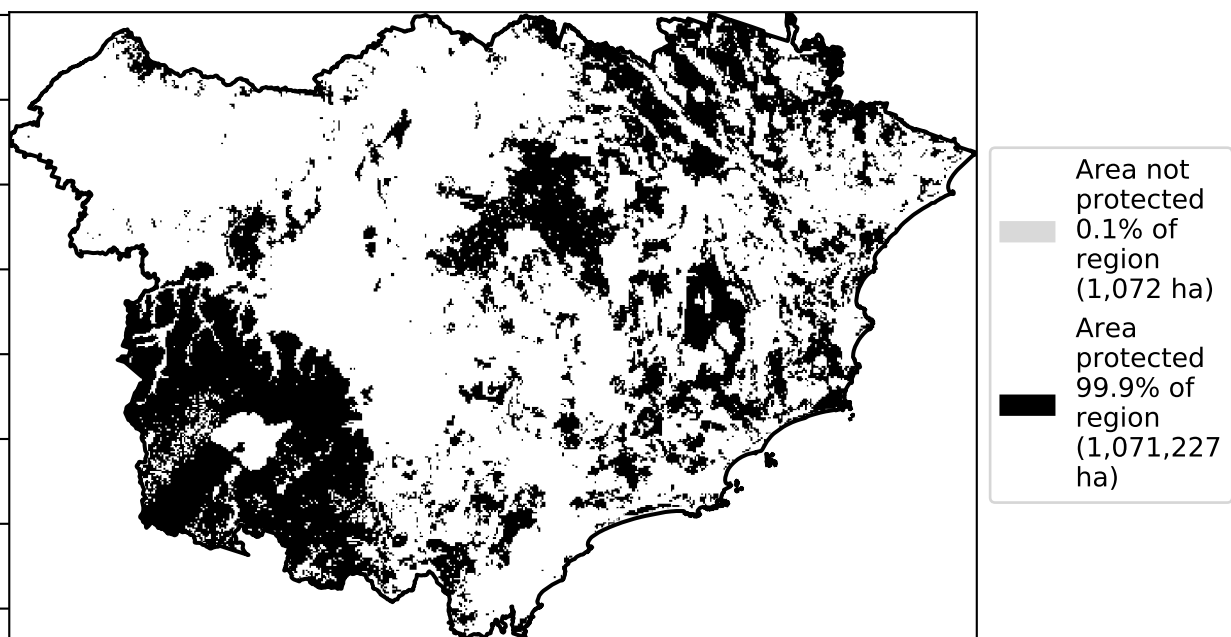 Area not
protected
0.1% of
region
(1,072 ha)
Area
protected
99.9% of
region
(1,071,227
ha)